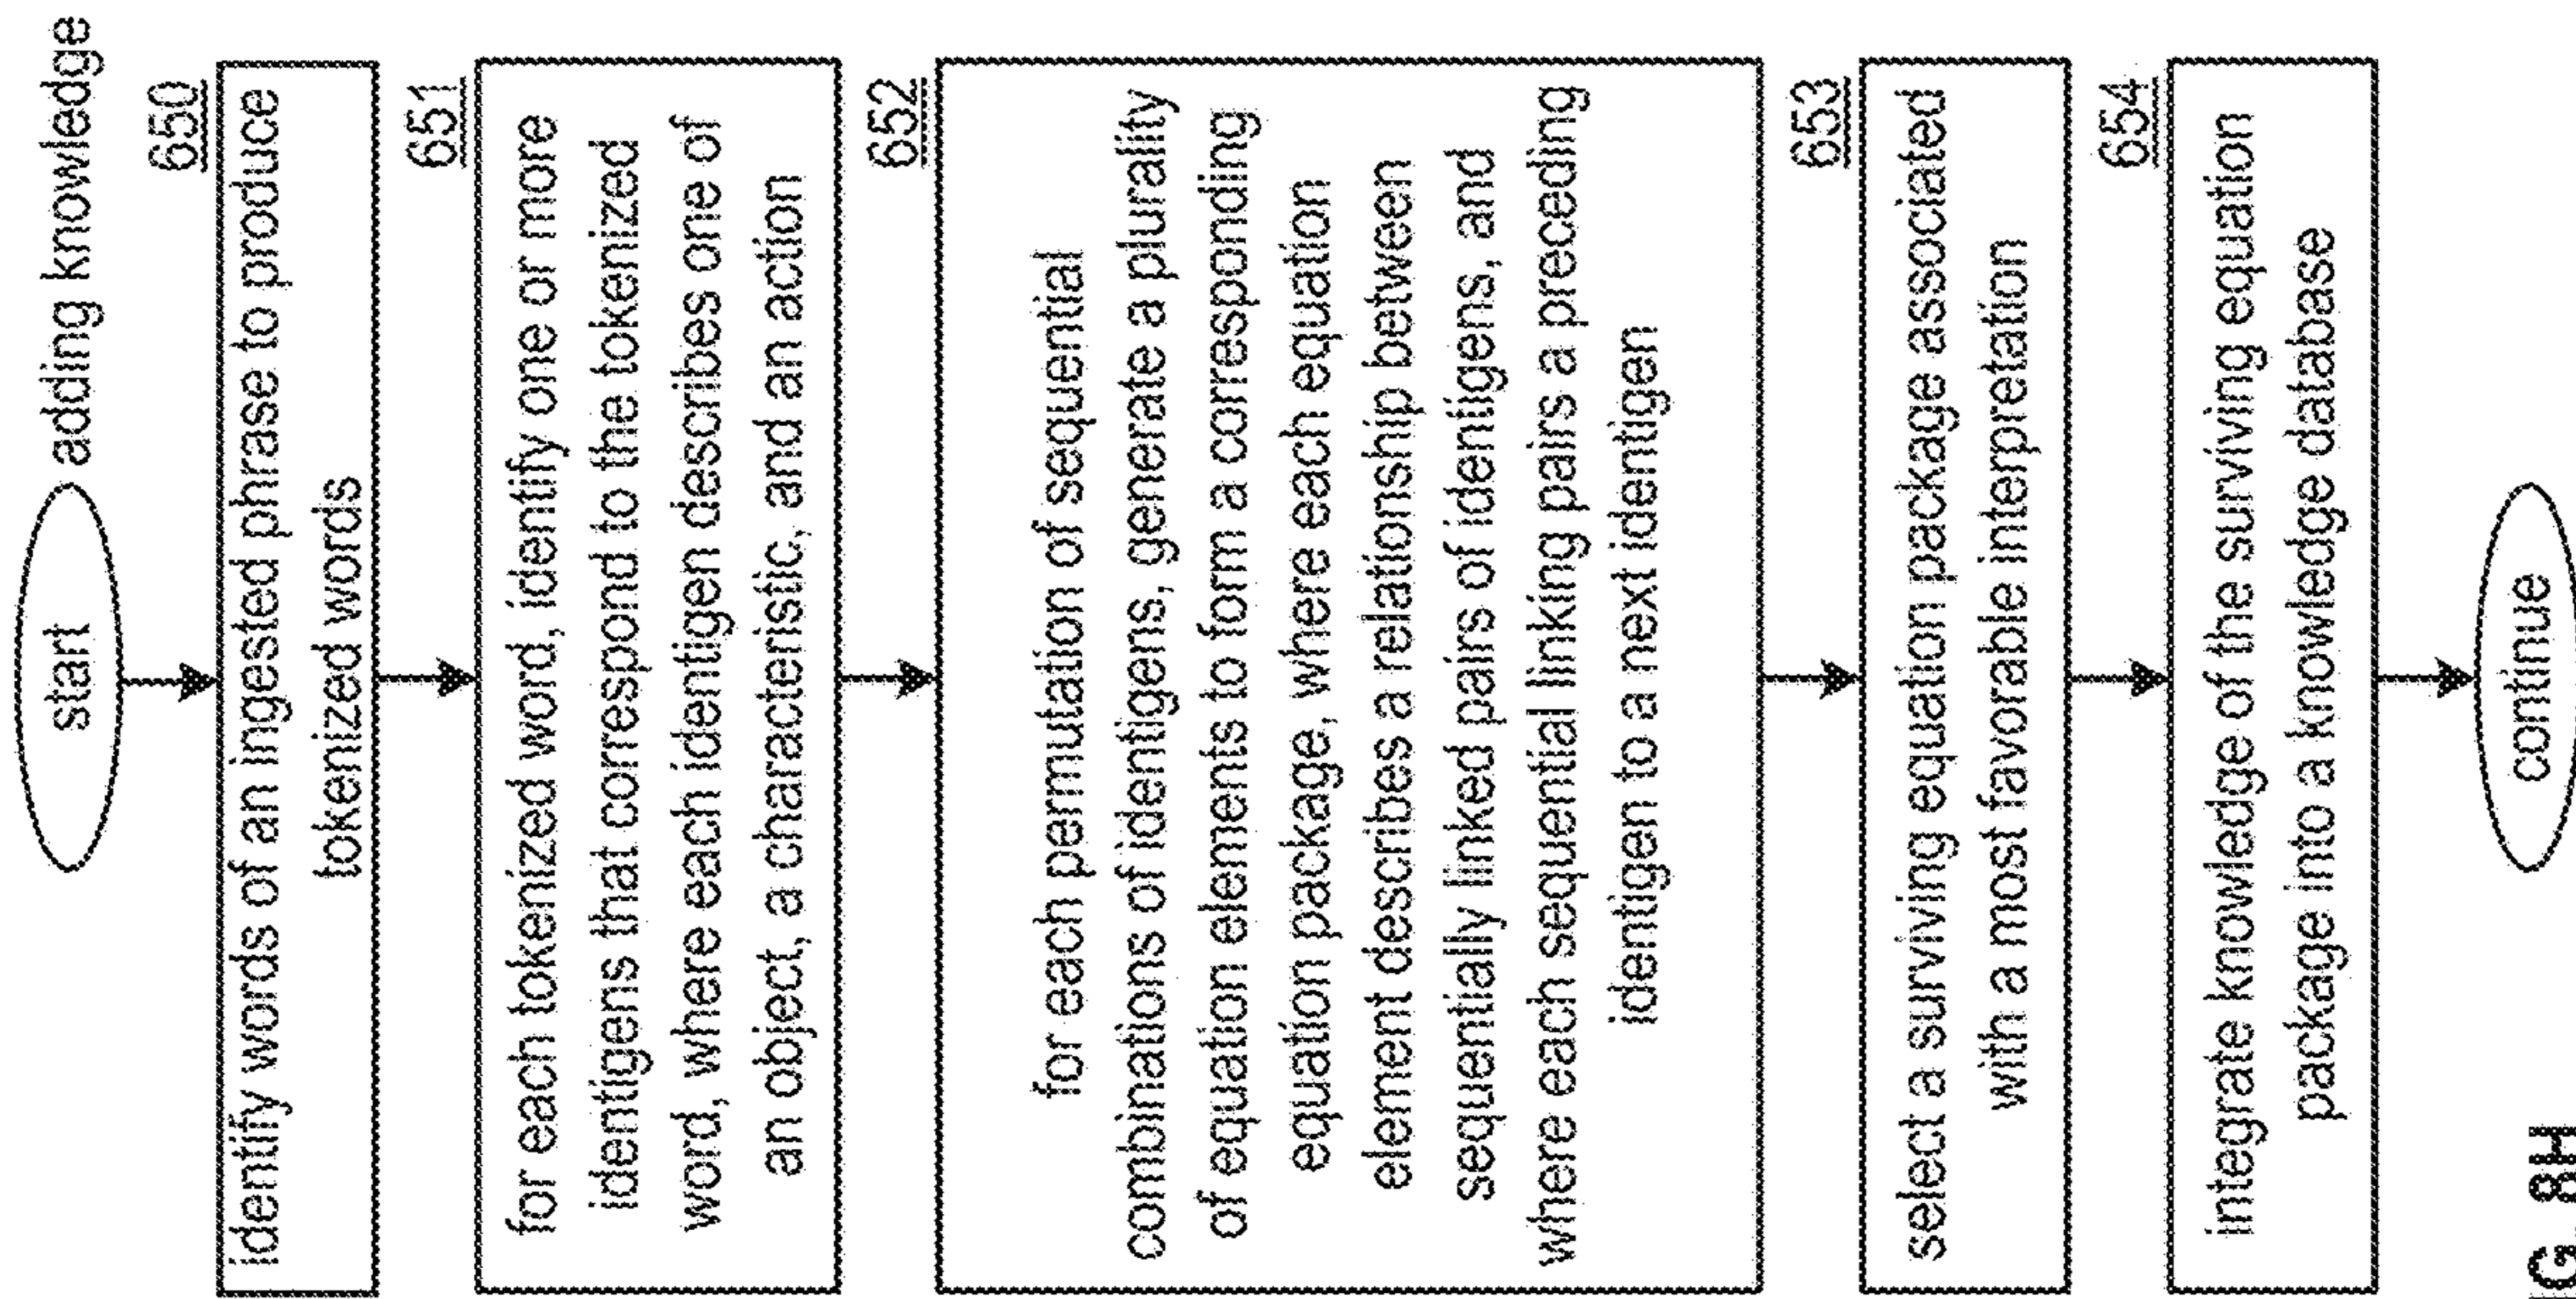 start
adding knowledge
650
identify words of an ingested phrase to produce
tokenized words
651
for each tokenized word, identify one or more
identigens that correspond to the tokenized
word, where each identigen describes one of
an object, a characteristic, and an action
652
for each permutation of sequential
combinations of identigens, generate a plurality
of equation elements to form a corresponding
equation package, where each equation
element describes a relationship between
sequentially linked pairs of identigens, and
where each sequential linking pairs a preceding
identigen to a next identigen
653
select a surviving equation package associated
with a most favorable interpretation
654
integrate knowledge of the surviving equation
package into a knowledge database
continue
IG. 8H